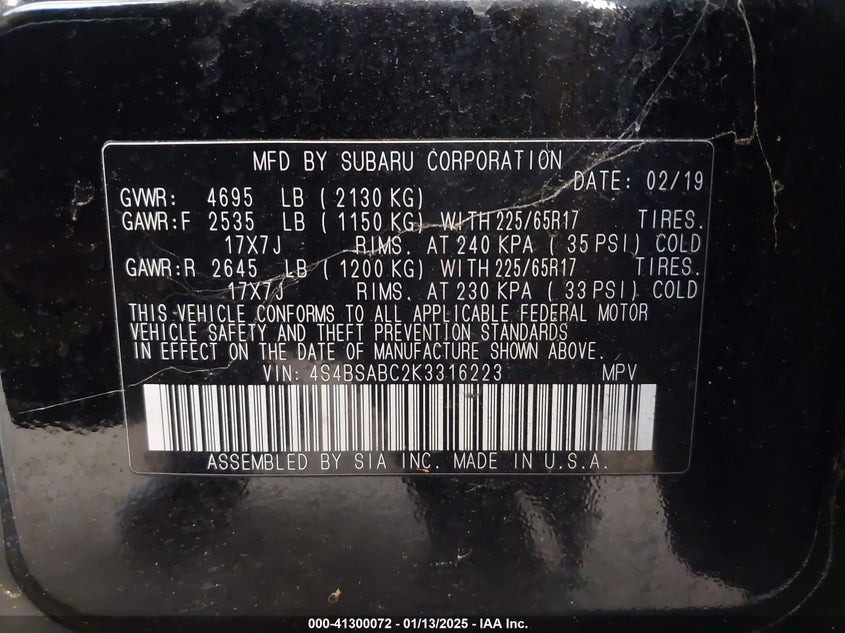 MFD BY SUBARU CORPORATION
DATE: 02/19
GVWR: 4695 LB ( 2130 KG)
GAWR:F 2535 LB ( 1150 KG) WITH 225/65R17 TIRES.
17X7J RIMS. AT 240 KPA ( 35 PSI) COLD
GAWR:R 2645 LB ( 1200 KG) WITH 225/65R17 TIRES.
17X7J RIMS. AT 230 KPA ( 33 PSI) COLD
THIS VEHICLE CONFORMS TO ALL APPLICABLE FEDERAL MOTOR
VEHICLE SAFETY AND THEFT PREVENTION STANDARDS
IN EFFECT ON THE DATE OF MANUFACTURE SHOWN ABOVE.
VIN: 4S4BSABC2K3316223 MPV
ASSEMBLED BY SIA INC. MADE IN U.S.A.
000-41300072 - 01/13/2025 - IAA Inc.